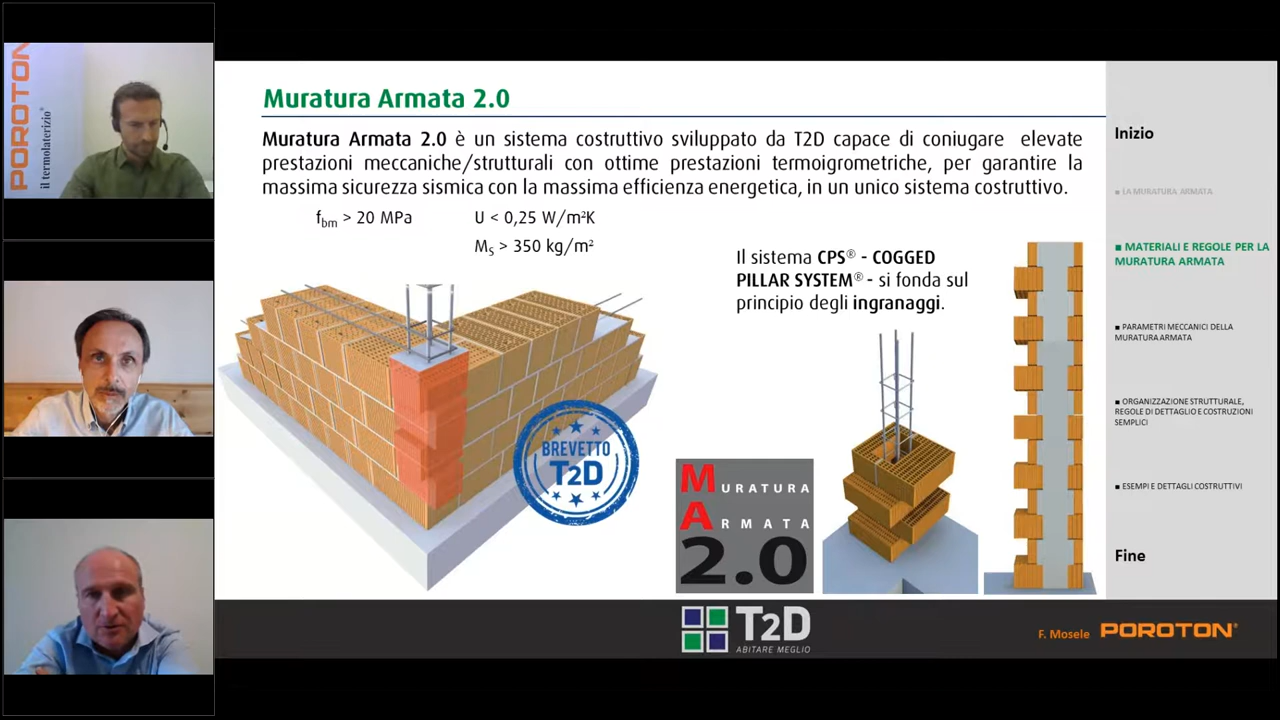 POROTON
il termolaterizio®
Muratura Armata 2.0
Muratura Armata 2.0 è un sistema costruttivo sviluppato da T2D capace di coniugare elevate
prestazioni meccaniche/strutturali con ottime prestazioni termoigrometriche, per garantire la
massima sicurezza sismica con la massima efficienza energetica, in un unico sistema costruttivo.
fbm > 20 MPa
U < 0,25 W/m²K
MS > 350 kg/m²
Il sistema CPS® - COGGED
PILLAR SYSTEM® - si fonda sul
principio degli ingranaggi.
BREVETTO
T2D
MURATURA
ARMATA
2.0
T2D
ABITARE MEGLIO
F. Mosele POROTON®
Inizio
■ LA MURATURA ARMATA
■ MATERIALI E REGOLE PER LA
MURATURA ARMATA
■ PARAMETRI MECCANICI DELLA
MURATURA ARMATA
■ ORGANIZZAZIONE STRUTTURALE,
REGOLE DI DETTAGLIO E COSTRUZIONI
SEMPLICI
■ ESEMPI E DETTAGLI COSTRUTTIVI
Fine